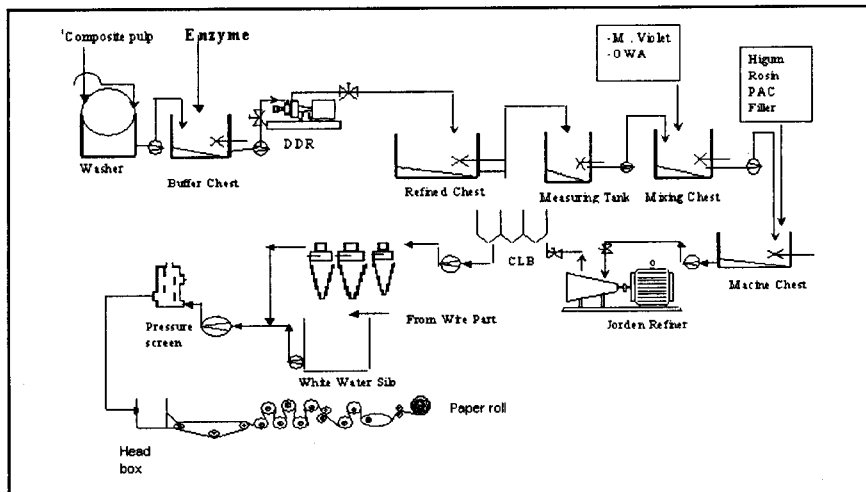 'Composite pulp
Enzyme
-M . Violet
-OWA
Higum
Rosin
PAC
Filler
Washer
Buffer Chest
DDR
Refined Chest
Measuring Tank
Mixing Chest
CLB
Jorden Refiner
Macine Chest
Pressure
screen
From Wire Part
White Water Silo
Head
box
Paper roll